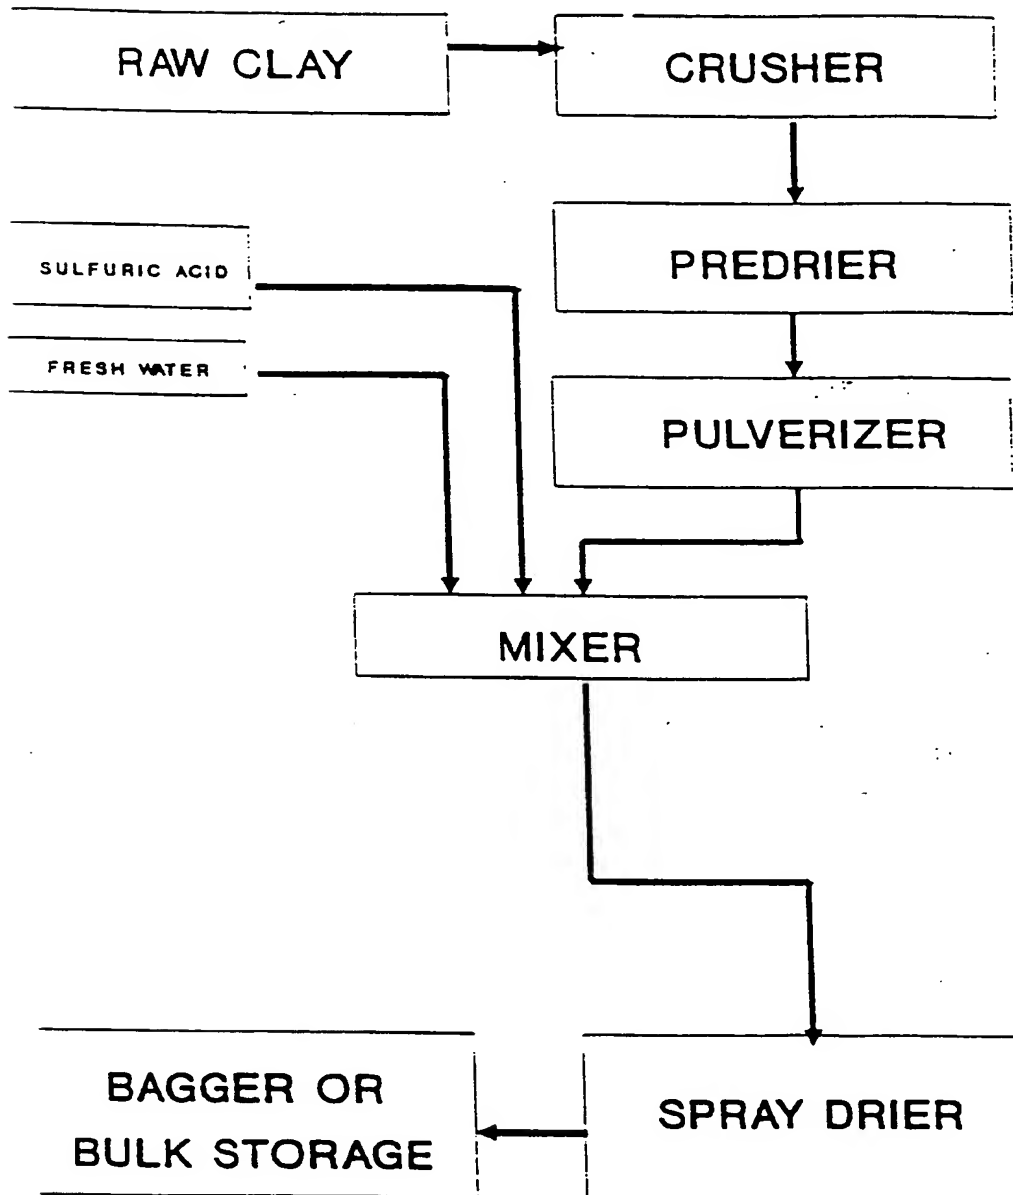 RAW CLAY
CRUSHER
PREDRIER
SULFURIC ACID
FRESH WATER
PULVERIZER
MIXER
BAGGER OR
BULK STORAGE
SPRAY DRIER